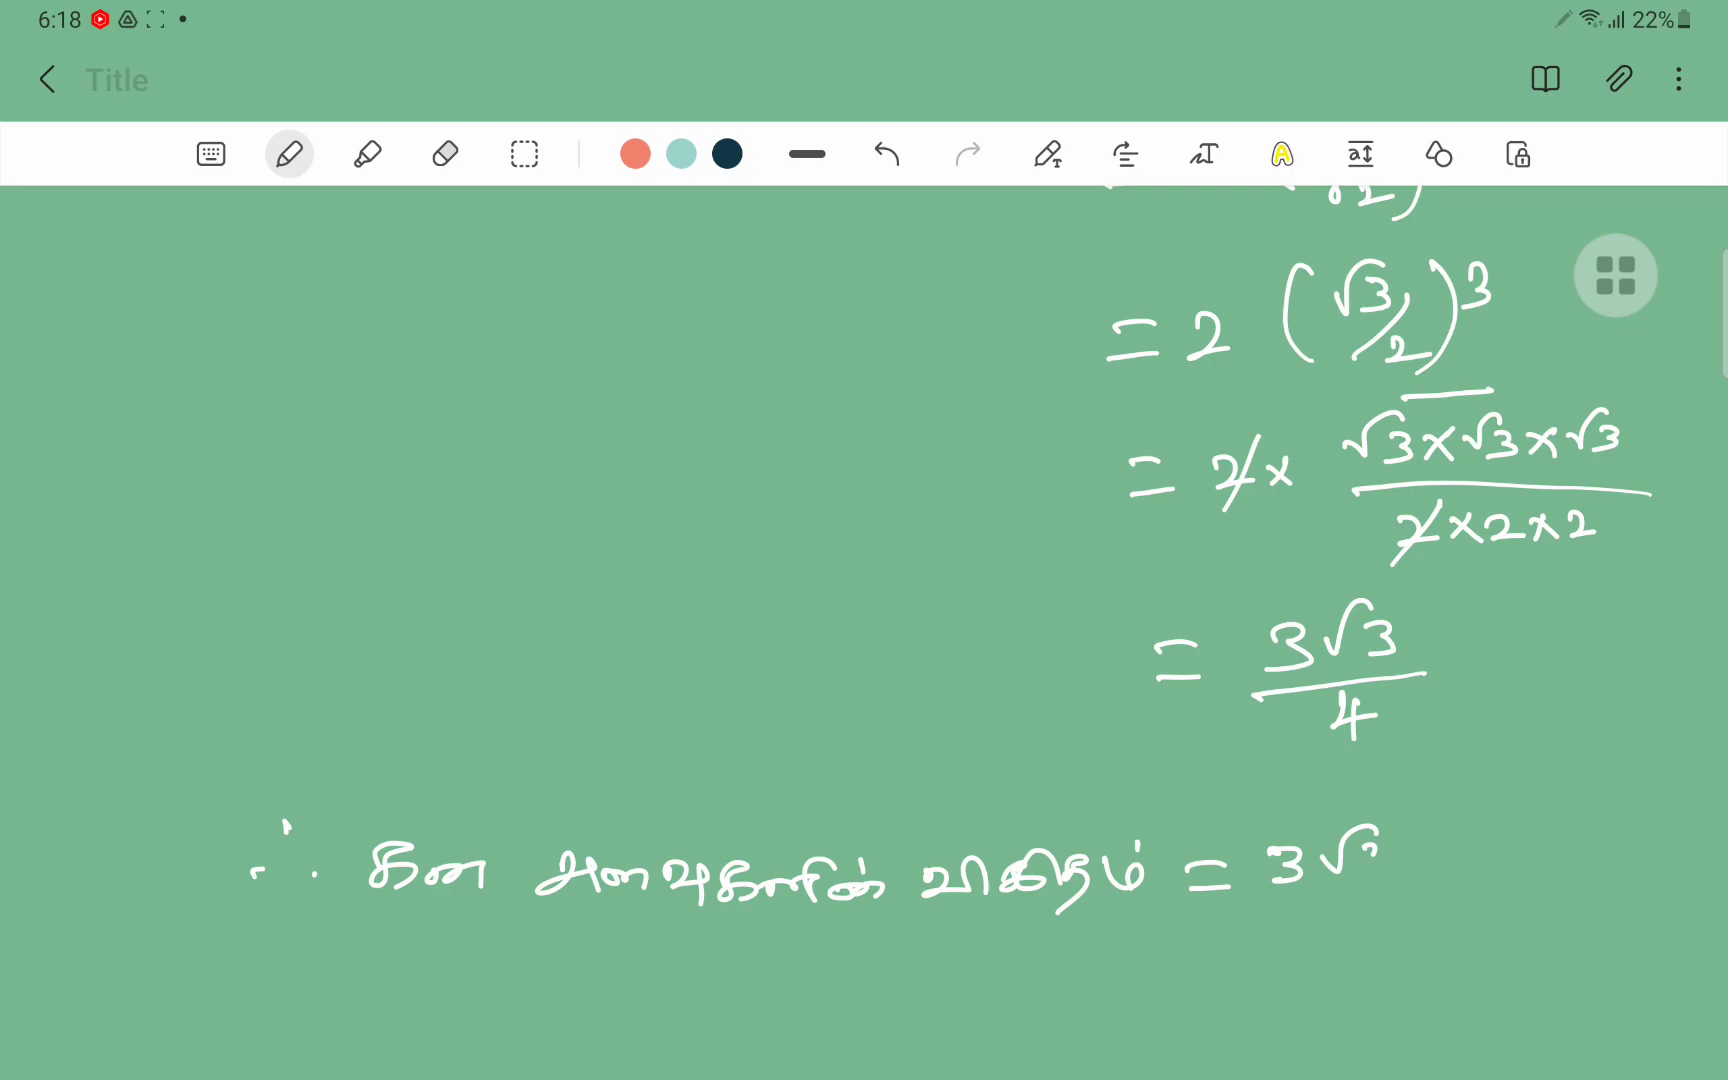 6:18
22%
Title
2)
= 2 (√3/2)³
= 2 × (√3 × √3 × √3)/(2 × 2 × 2)
= 3√3/4
∴ கன அளவுகளின் விகிதம் = 3√